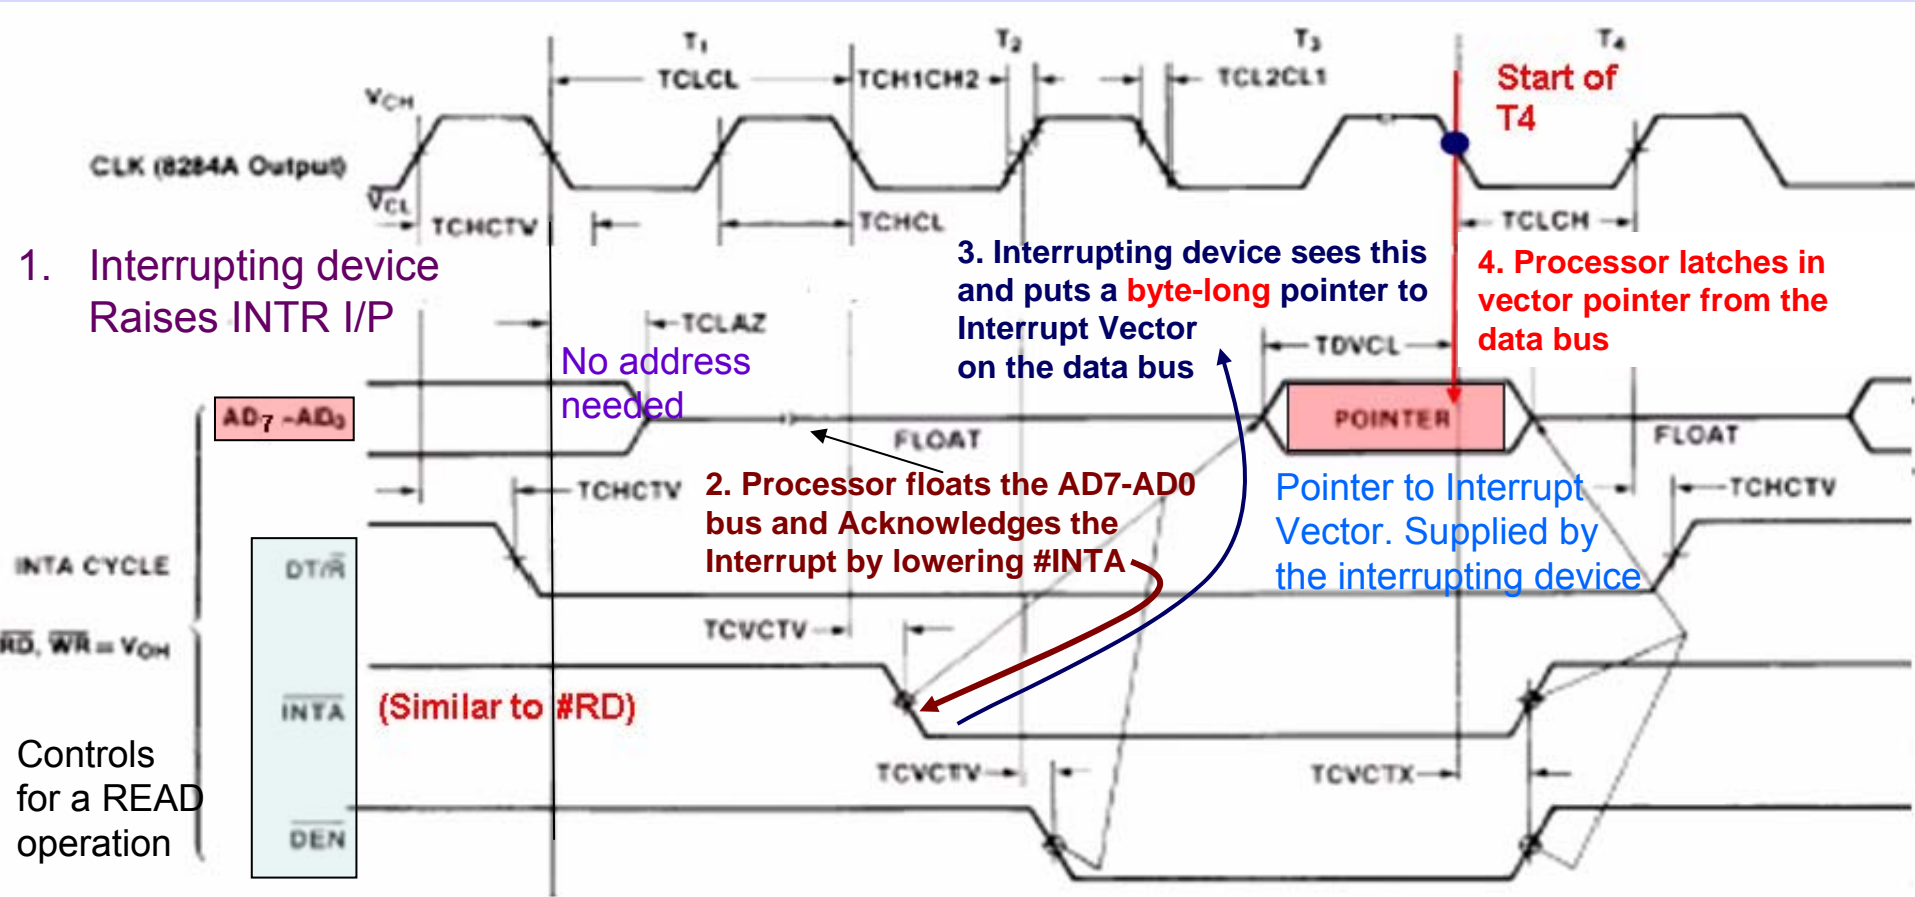 T1 T2 T3 T4
TCLCL TCH1CH2 TCL2CL1
Start of
T4
VCH
CLK (8284A Output)
VCL
TCHCTV TCHCL TCLCH
1. Interrupting device
Raises INTR I/P
3. Interrupting device sees this
and puts a byte-long pointer to
Interrupt Vector
on the data bus
4. Processor latches in
vector pointer from the
data bus
TCLAZ
TDVCL
No address
needed
AD7 -AD0
FLOAT
POINTER
FLOAT
TCHCTV
2. Processor floats the AD7-AD0
bus and Acknowledges the
Interrupt by lowering #INTA
Pointer to Interrupt
Vector. Supplied by
the interrupting device
TCHCTV
INTA CYCLE
DT/R̅
TCVCTV
R̅D̅, W̅R̅ = VOH
I̅N̅T̅A̅
(Similar to #RD)
Controls
for a READ
operation
TCVCTV TCVCTX
D̅E̅N̅